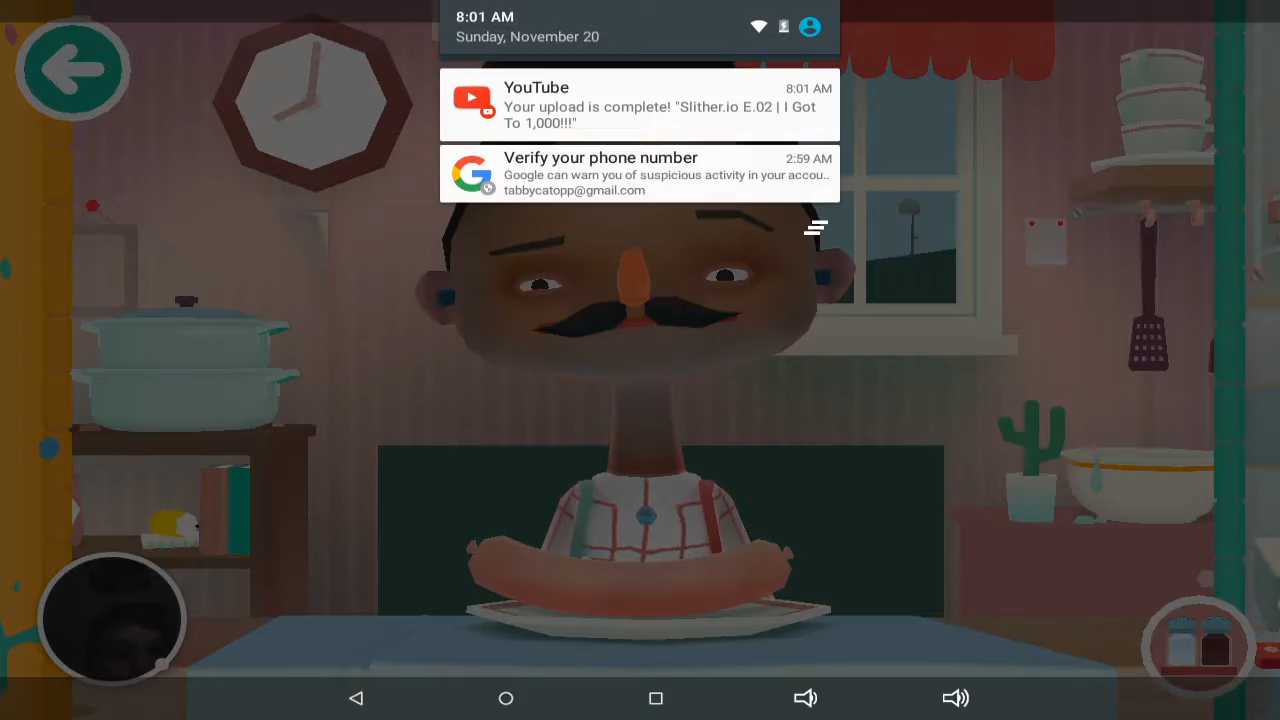 8:01 AM
Sunday, November 20
YouTube 8:01 AM
Your upload is complete! "Slither.io E.02 | I Got
To 1,000!!!"
Verify your phone number 2:59 AM
Google can warn you of suspicious activity in your accou..
tabbycatopp@gmail.com